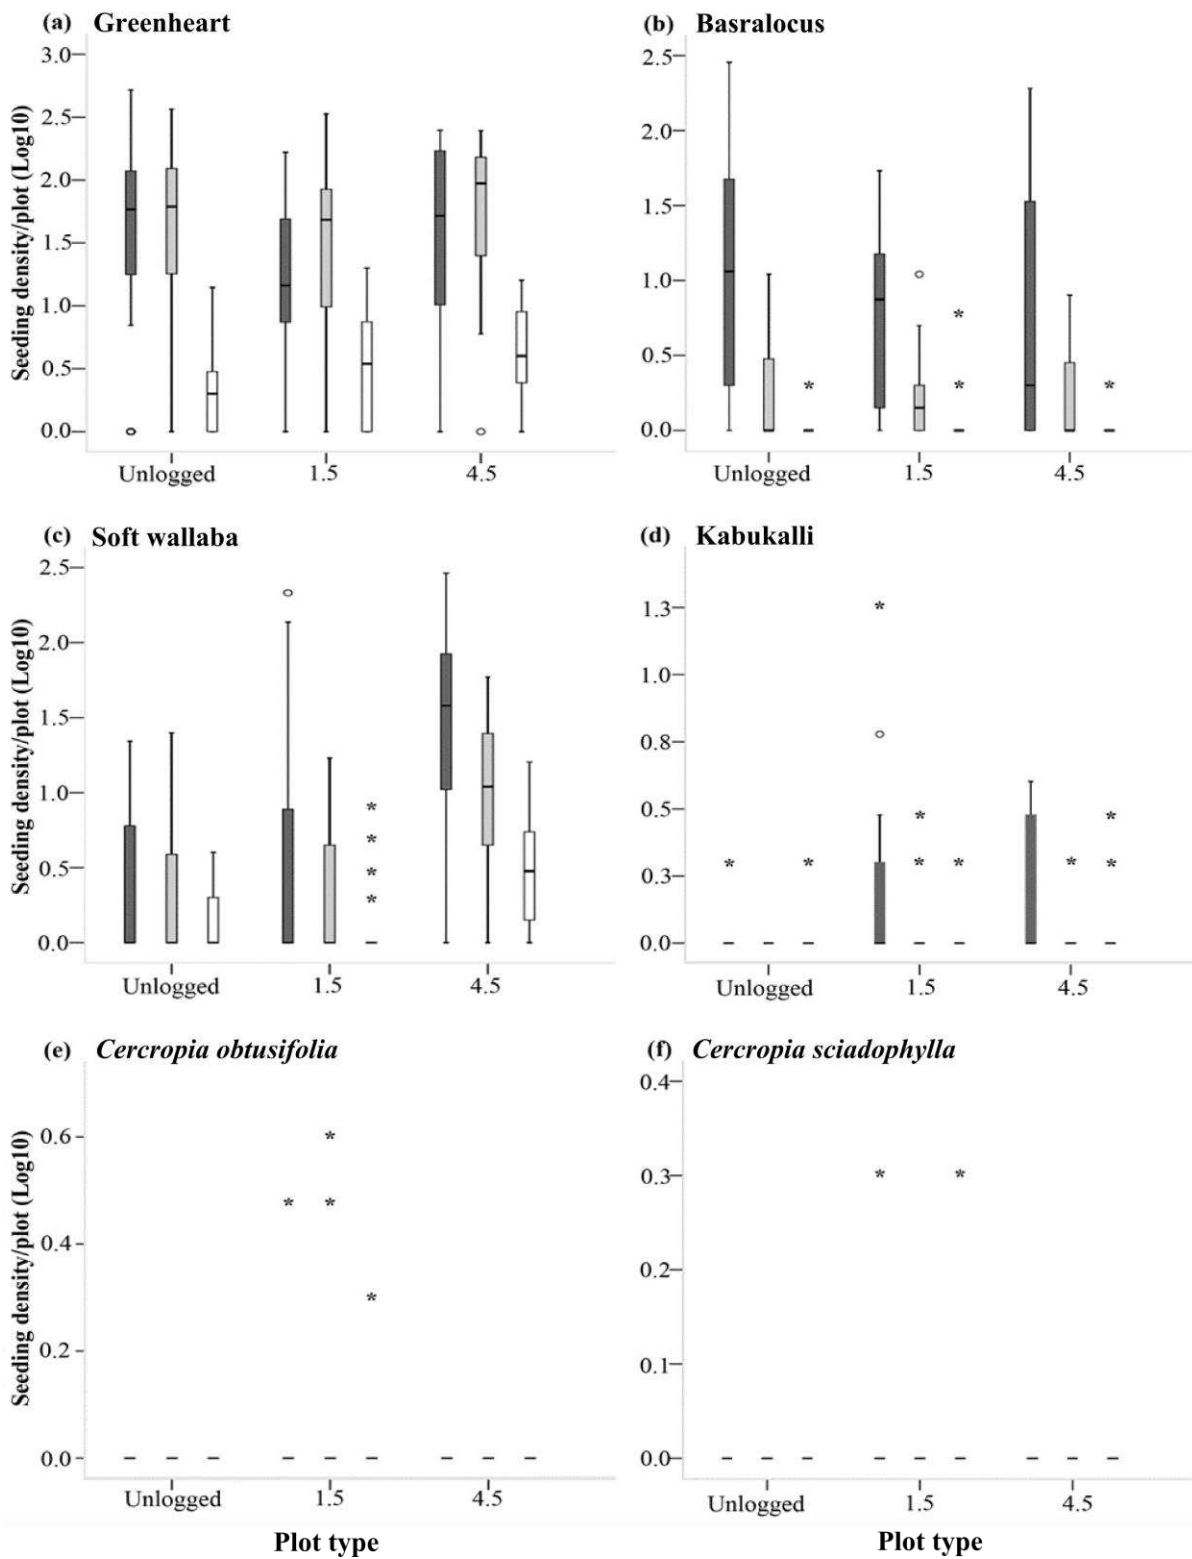 (a) Greenheart
Seeding density/plot (Log10)
3.0
2.5
2.0
1.5
1.0
0.5
0.0
Unlogged 1.5 4.5
(b) Basralocus
2.5
2.0
1.5
1.0
0.5
0.0
Unlogged 1.5 4.5
(c) Soft wallaba
Seeding density/plot (Log10)
2.5
2.0
1.5
1.0
0.5
0.0
Unlogged 1.5 4.5
(d) Kabukalli
1.3
1.0
0.8
0.5
0.3
0.0
Unlogged 1.5 4.5
(e) Cercropia obtusifolia
Seeding density/plot (Log10)
0.6
0.4
0.2
0.0
Unlogged 1.5 4.5
Plot type
(f) Cercropia sciadophylla
0.4
0.3
0.2
0.1
0.0
Unlogged 1.5 4.5
Plot type